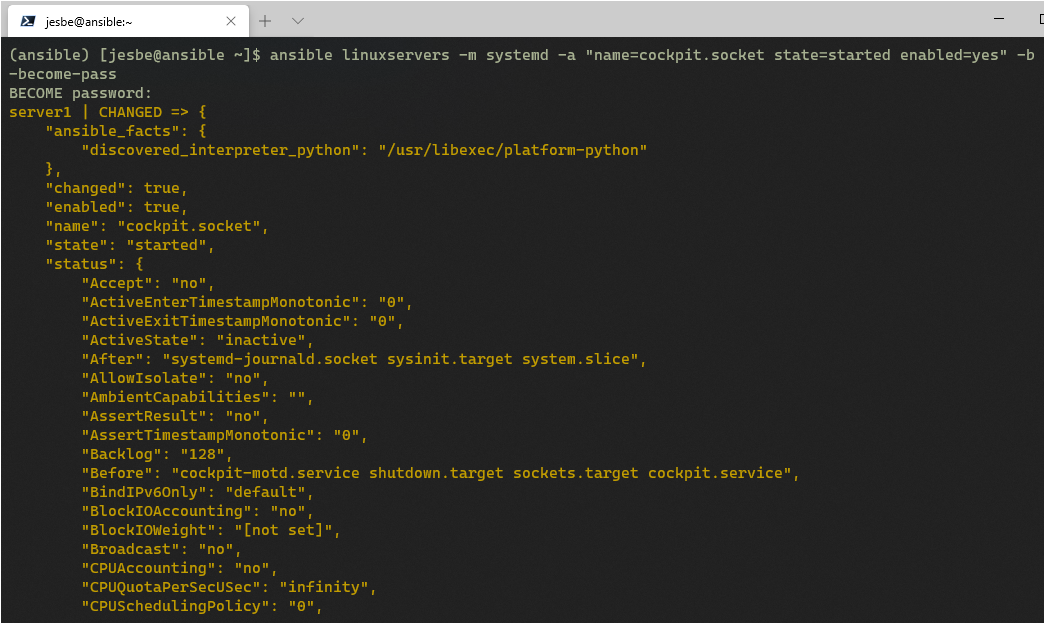 jesbe@ansible:~
(ansible) [jesbe@ansible ~]$ ansible linuxservers -m systemd -a "name=cockpit.socket state=started enabled=yes" -b
-become-pass
BECOME password:
server1 | CHANGED => {
    "ansible_facts": {
        "discovered_interpreter_python": "/usr/libexec/platform-python"
    },
    "changed": true,
    "enabled": true,
    "name": "cockpit.socket",
    "state": "started",
    "status": {
        "Accept": "no",
        "ActiveEnterTimestampMonotonic": "0",
        "ActiveExitTimestampMonotonic": "0",
        "ActiveState": "inactive",
        "After": "systemd-journald.socket sysinit.target system.slice",
        "AllowIsolate": "no",
        "AmbientCapabilities": "",
        "AssertResult": "no",
        "AssertTimestampMonotonic": "0",
        "Backlog": "128",
        "Before": "cockpit-motd.service shutdown.target sockets.target cockpit.service",
        "BindIPv6Only": "default",
        "BlockIOAccounting": "no",
        "BlockIOWeight": "[not set]",
        "Broadcast": "no",
        "CPUAccounting": "no",
        "CPUQuotaPerSecUSec": "infinity",
        "CPUSchedulingPolicy": "0",